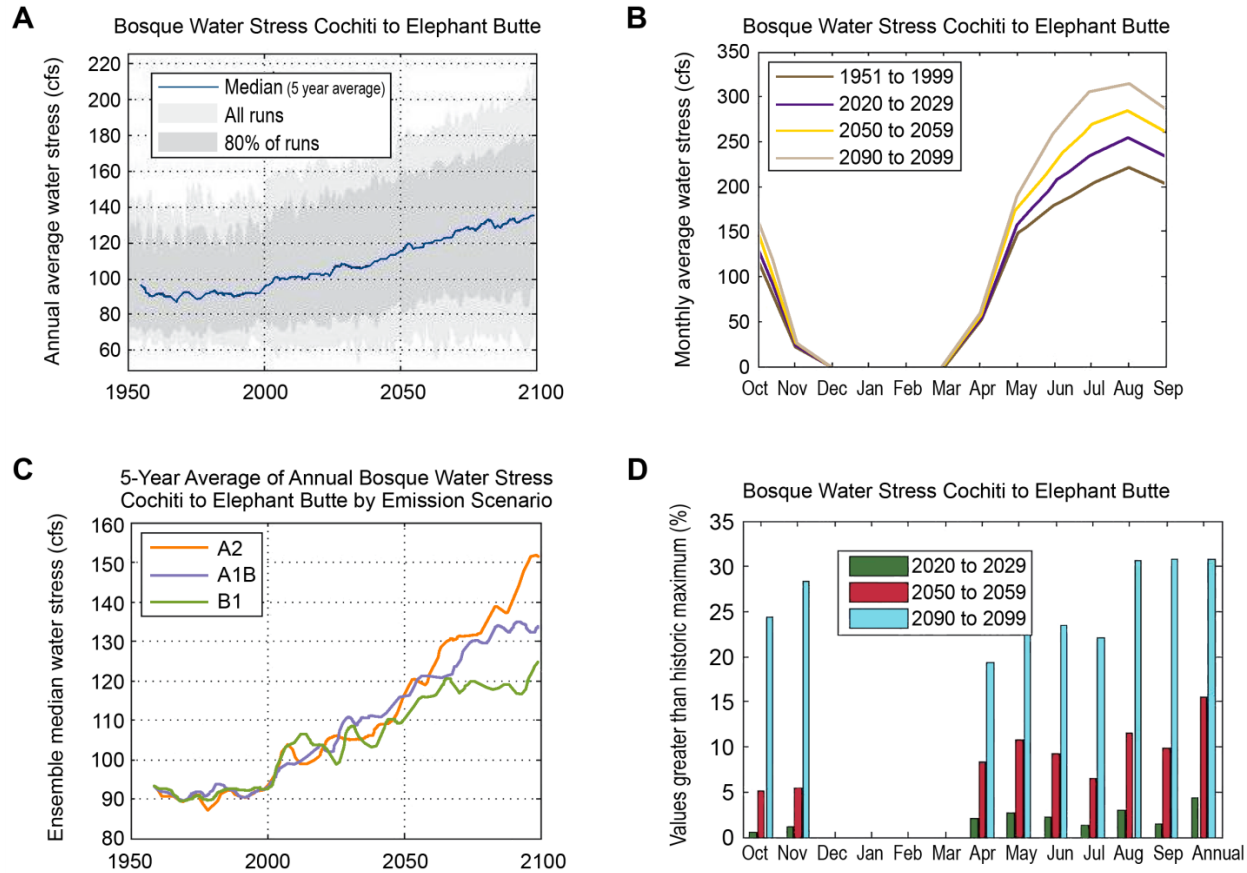 A
Bosque Water Stress Cochiti to Elephant Butte
Annual average water stress (cfs)
220
200
180
160
140
120
100
80
60
1950
2000
2050
2100
Median (5 year average)
All runs
80% of runs
B
Bosque Water Stress Cochiti to Elephant Butte
Monthly average water stress (cfs)
350
300
250
200
150
100
50
0
Oct Nov Dec Jan Feb Mar Apr May Jun Jul Aug Sep
1951 to 1999
2020 to 2029
2050 to 2059
2090 to 2099
C
5-Year Average of Annual Bosque Water Stress
Cochiti to Elephant Butte by Emission Scenario
Ensemble median water stress (cfs)
160
150
140
130
120
110
100
90
80
1950
2000
2050
2100
A2
A1B
B1
D
Bosque Water Stress Cochiti to Elephant Butte
Values greater than historic maximum (%)
35
30
25
20
15
10
5
0
Oct Nov Dec Jan Feb Mar Apr May Jun Jul Aug Sep Annual
2020 to 2029
2050 to 2059
2090 to 2099